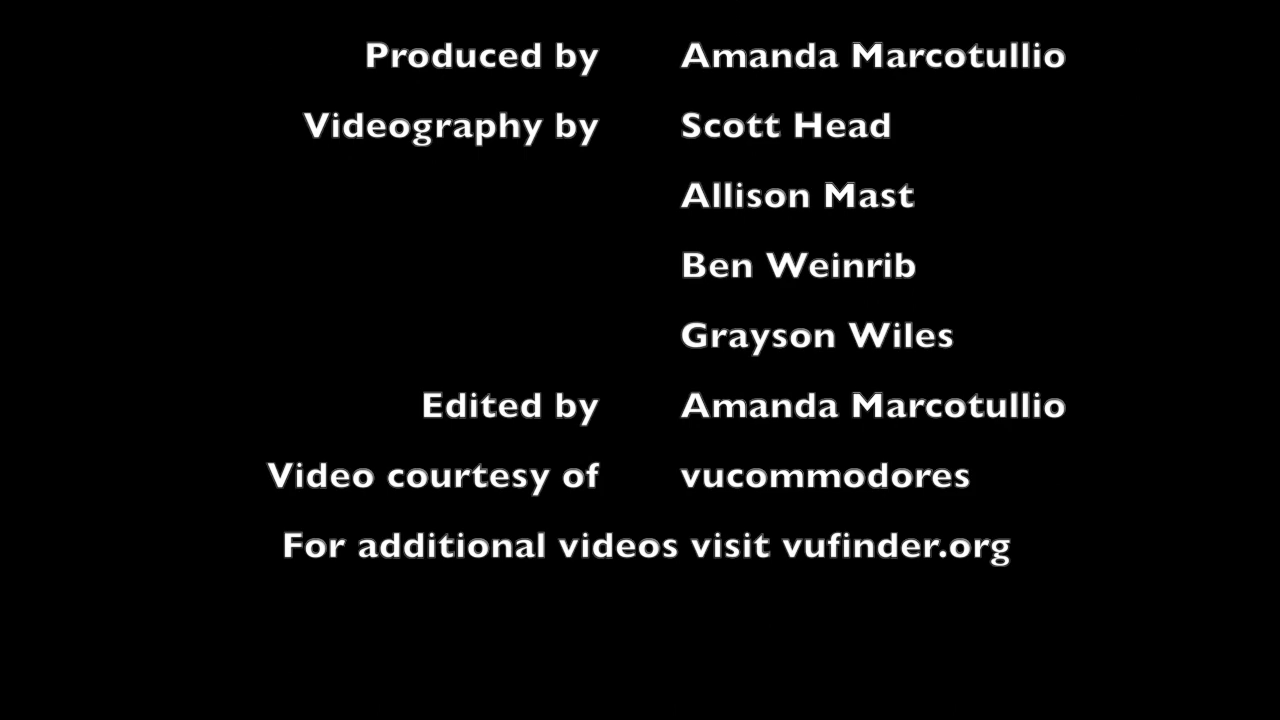 Produced by Amanda Marcotullio
Videography by Scott Head
Allison Mast
Ben Weinrib
Grayson Wiles
Edited by Amanda Marcotullio
Video courtesy of vucommodores
For additional videos visit vufinder.org